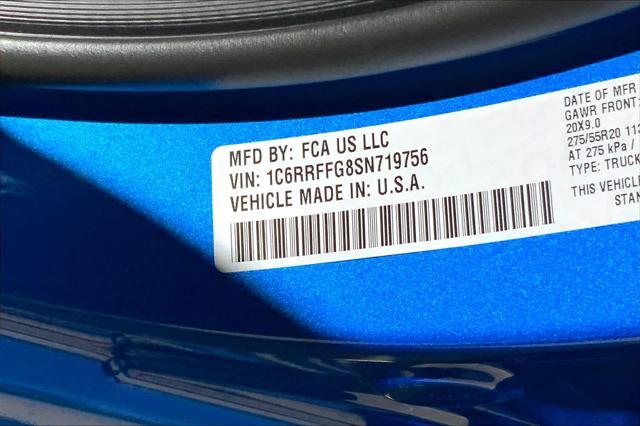 MFD BY: FCA US LLC
VIN: 1C6RRFFG8SN719756
VEHICLE MADE IN: U.S.A.
DATE OF MFR
GAWR FRONT:
20X9.0
275/55R20 113
AT 275 kPa /
TYPE: TRUCK
THIS VEHICLE
STAN